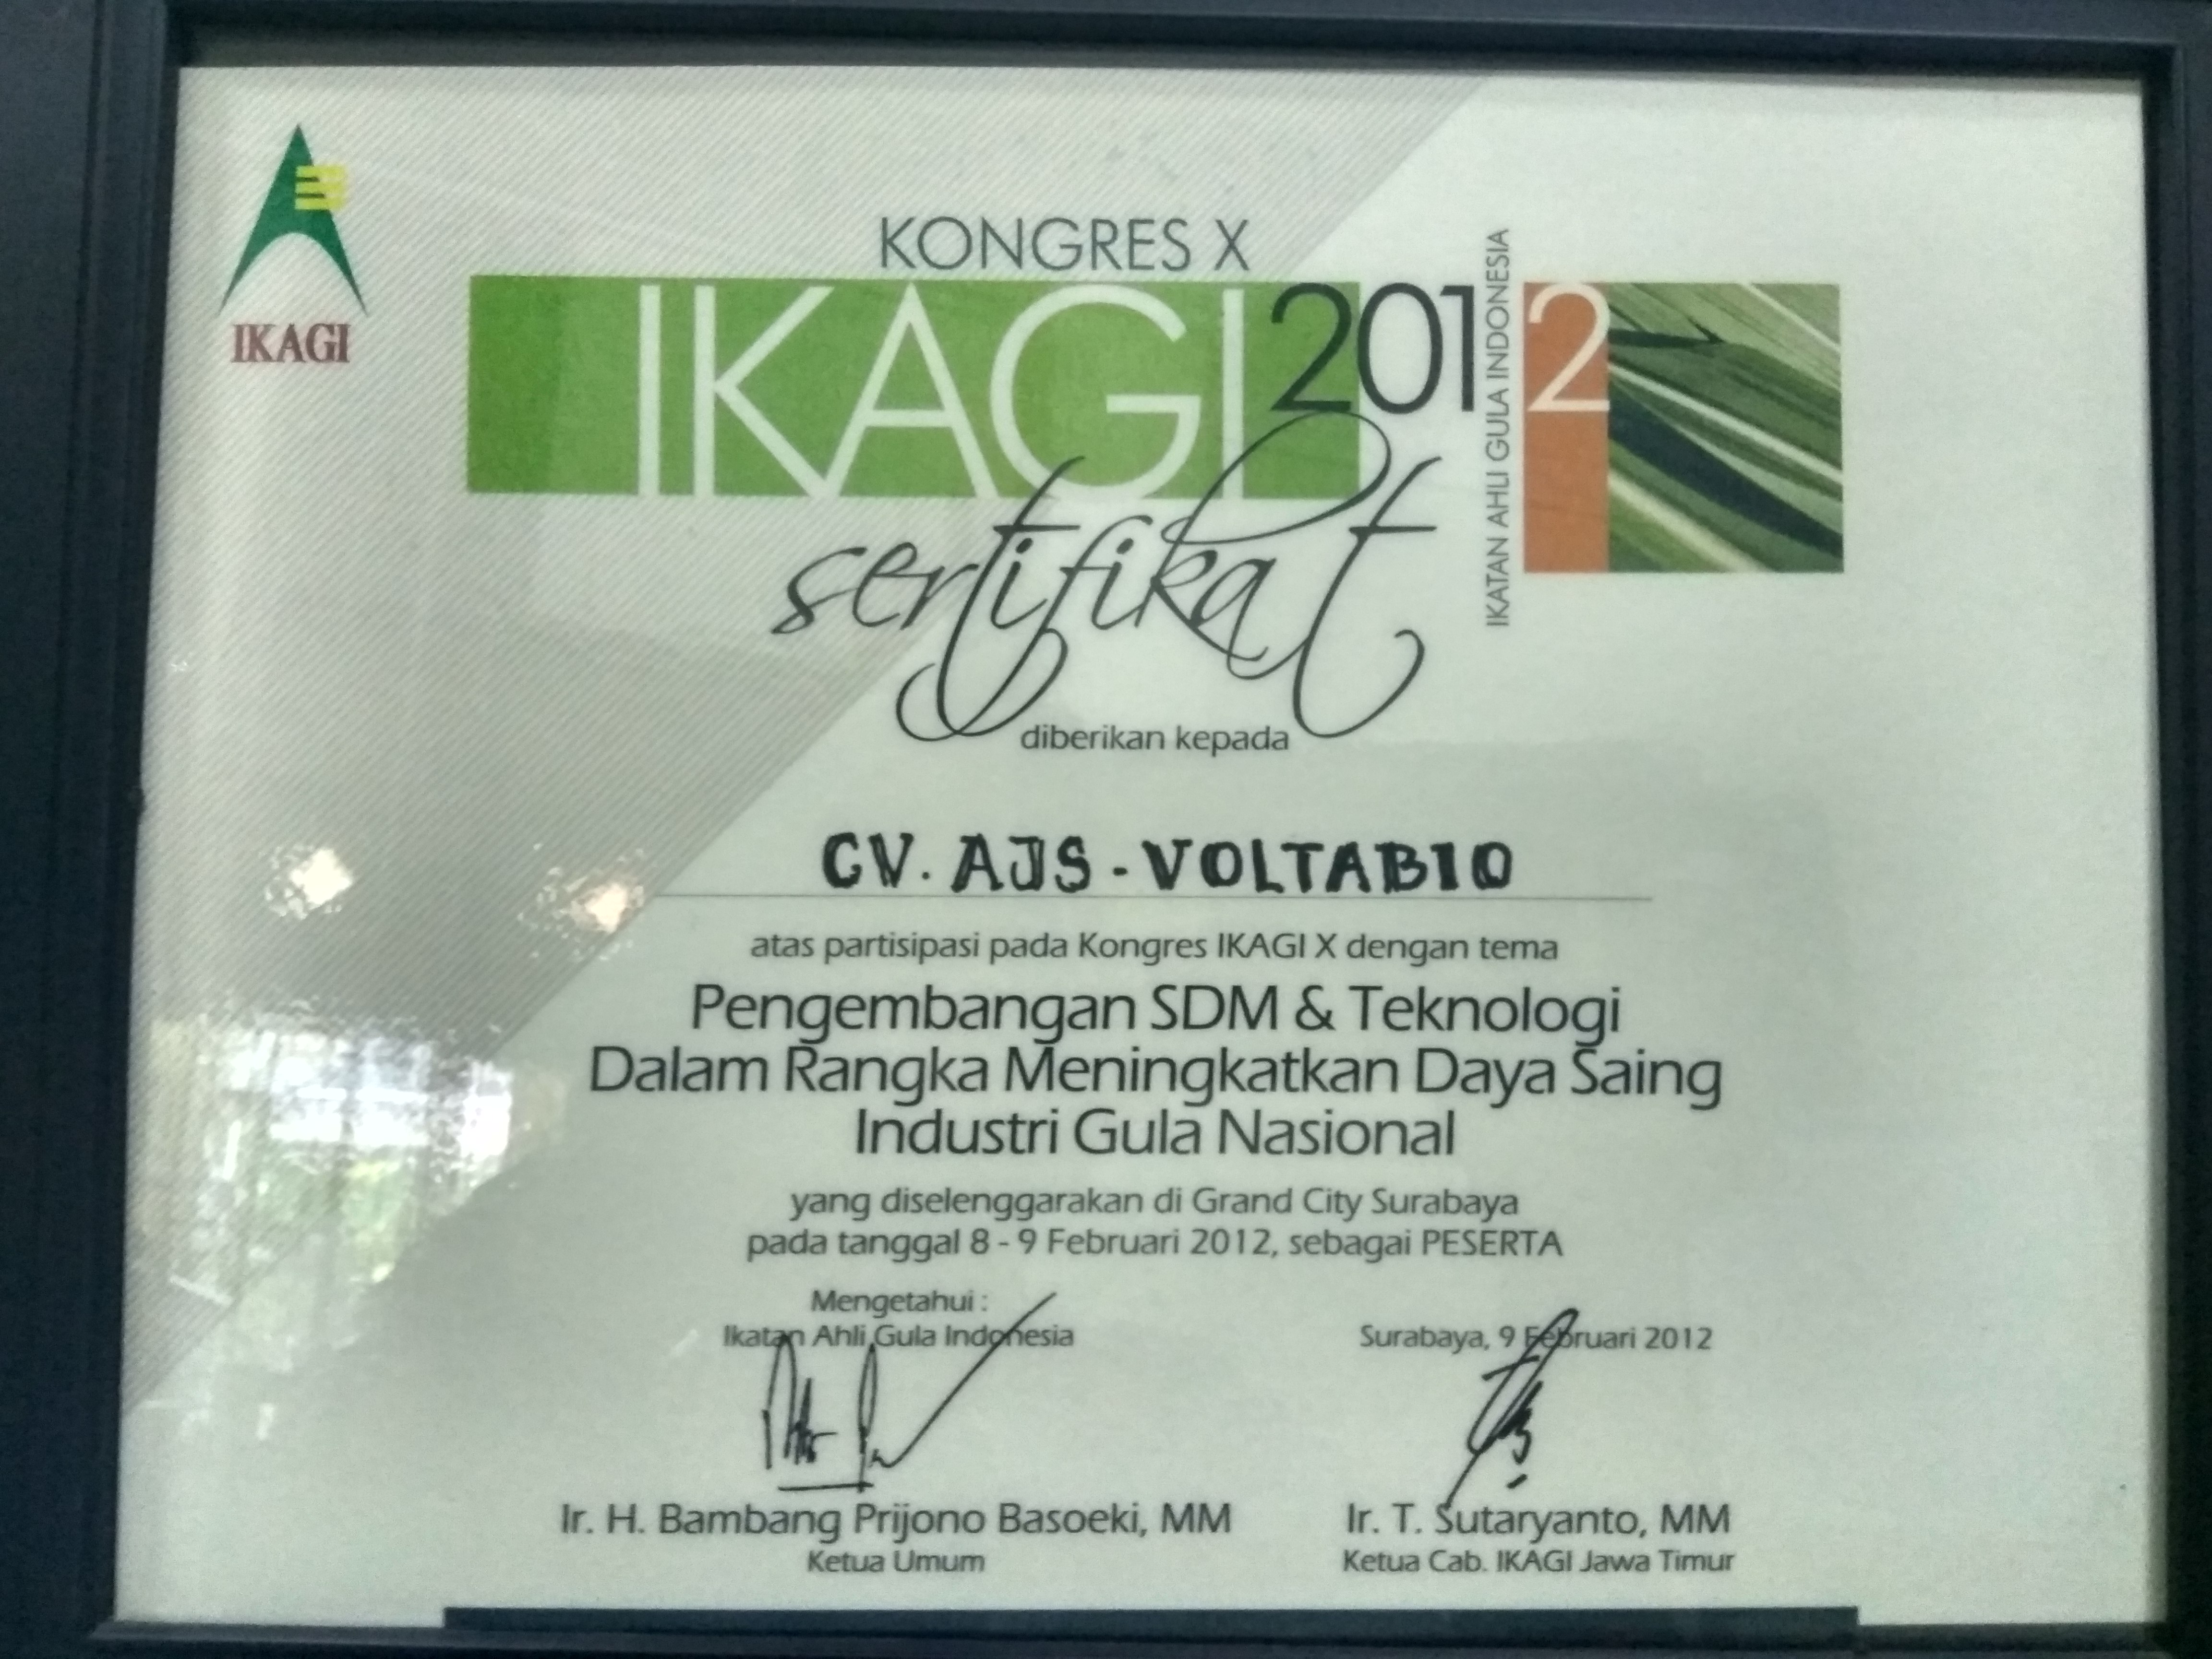 IKAGI
KONGRES X
IKAGI 2012
IKATAN AHLI GULA INDONESIA
sertifikat
diberikan kepada
CV. AJS - VOLTABIO
atas partisipasi pada Kongres IKAGI X dengan tema
Pengembangan SDM & Teknologi
Dalam Rangka Meningkatkan Daya Saing
Industri Gula Nasional
yang diselenggarakan di Grand City Surabaya
pada tanggal 8 - 9 Februari 2012, sebagai PESERTA
Mengetahui :
Ikatan Ahli Gula Indonesia
Surabaya, 9 Februari 2012
Ir. H. Bambang Prijono Basoeki, MM
Ketua Umum
Ir. T. Sutaryanto, MM
Ketua Cab. IKAGI Jawa Timur